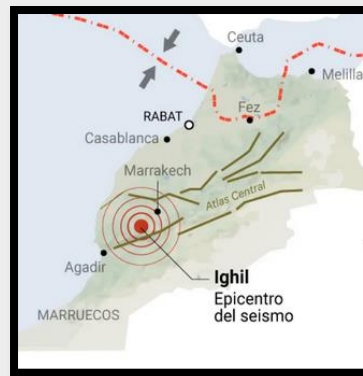 Ceuta
Melilla
RABAT
Fez
Casablanca
Marrakech
Atlas Central
Agadir
Ighil
Epicentro
del seismo
MARRUECOS